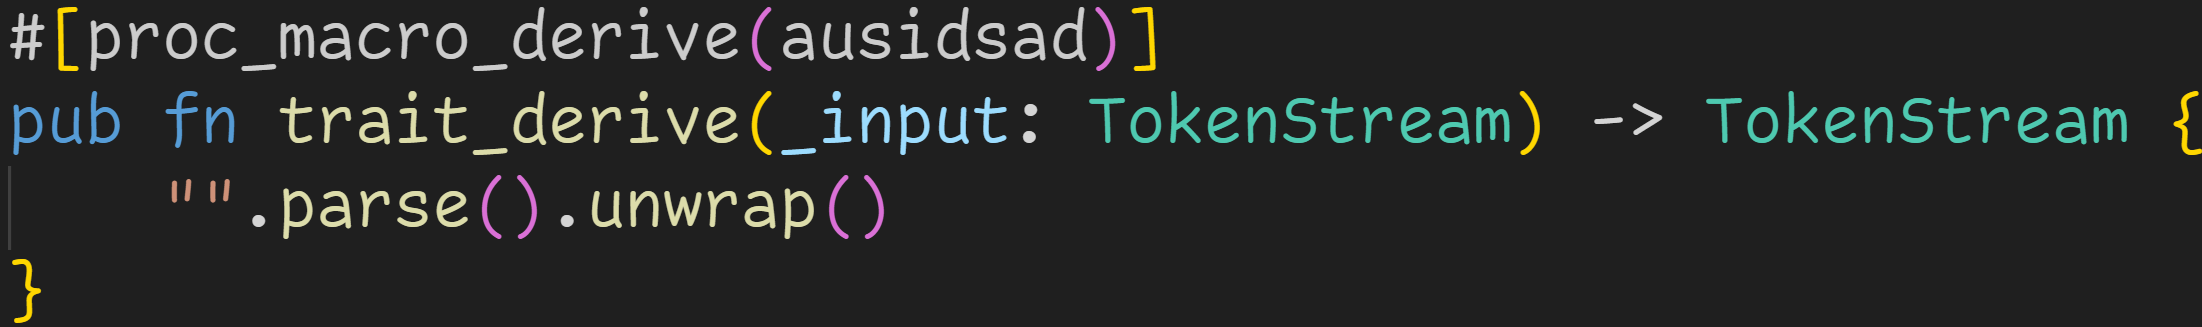 #[proc_macro_derive(ausidsad)]
pub fn trait_derive(_input: TokenStream) -> TokenStream {
    "".parse().unwrap()
}